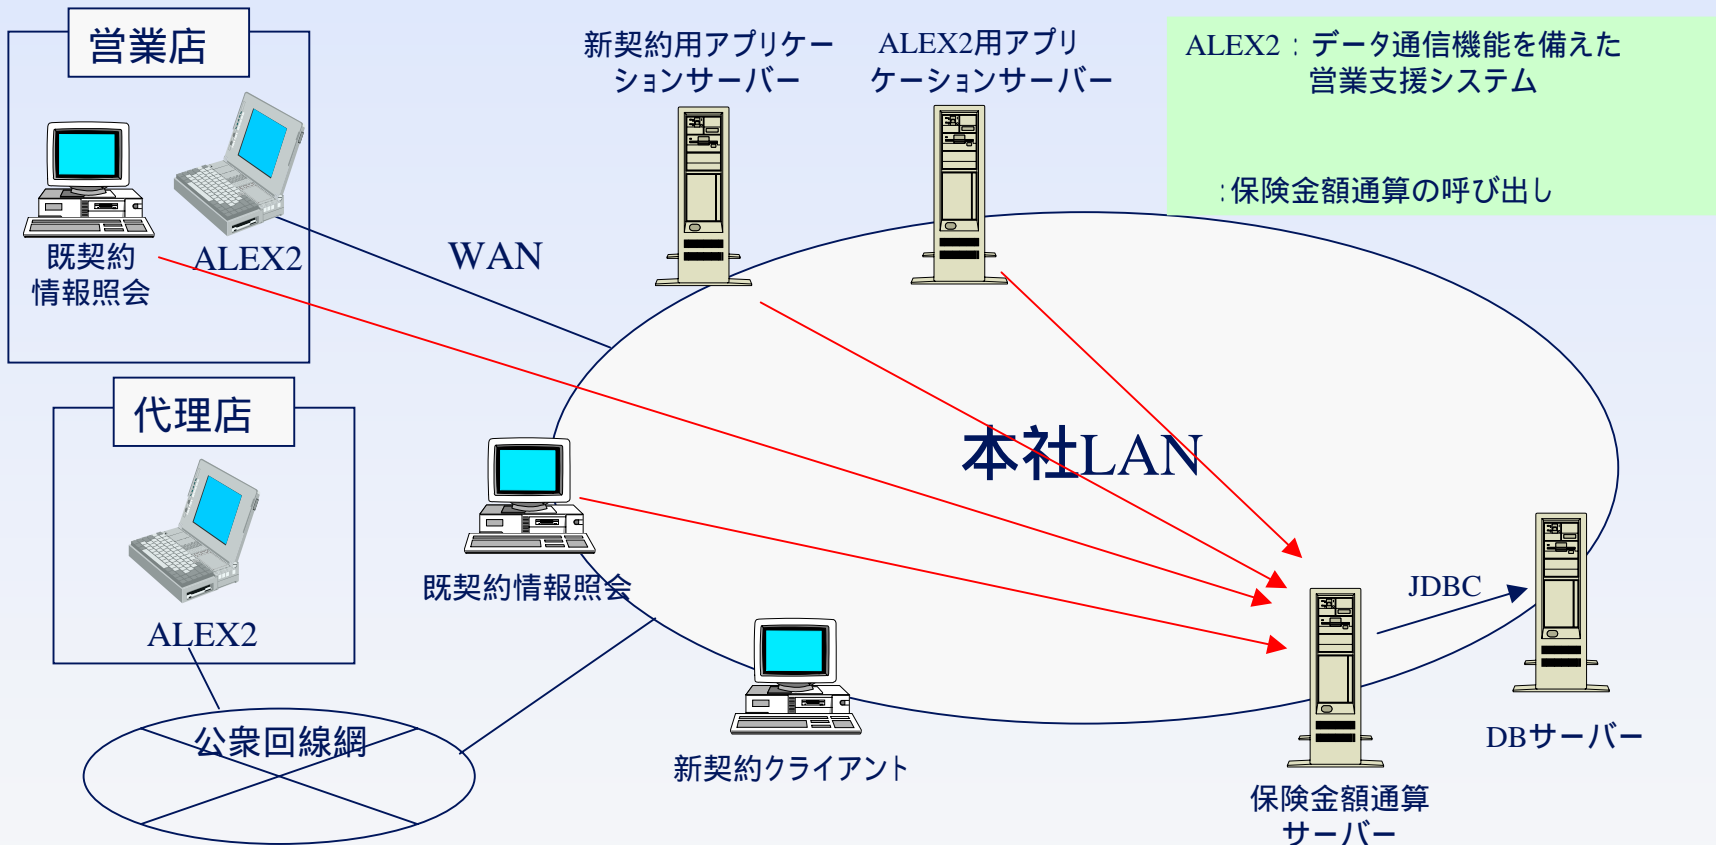 営業店
新契約用アプリケー
ションサーバー
ALEX2用アプリ
ケーションサーバー
ALEX2：データ通信機能を備えた
営業支援システム
:保険金額通算の呼び出し
既契約
情報照会
ALEX2
WAN
代理店
本社LAN
ALEX2
既契約情報照会
JDBC
公衆回線網
新契約クライアント
DBサーバー
保険金額通算
サーバー